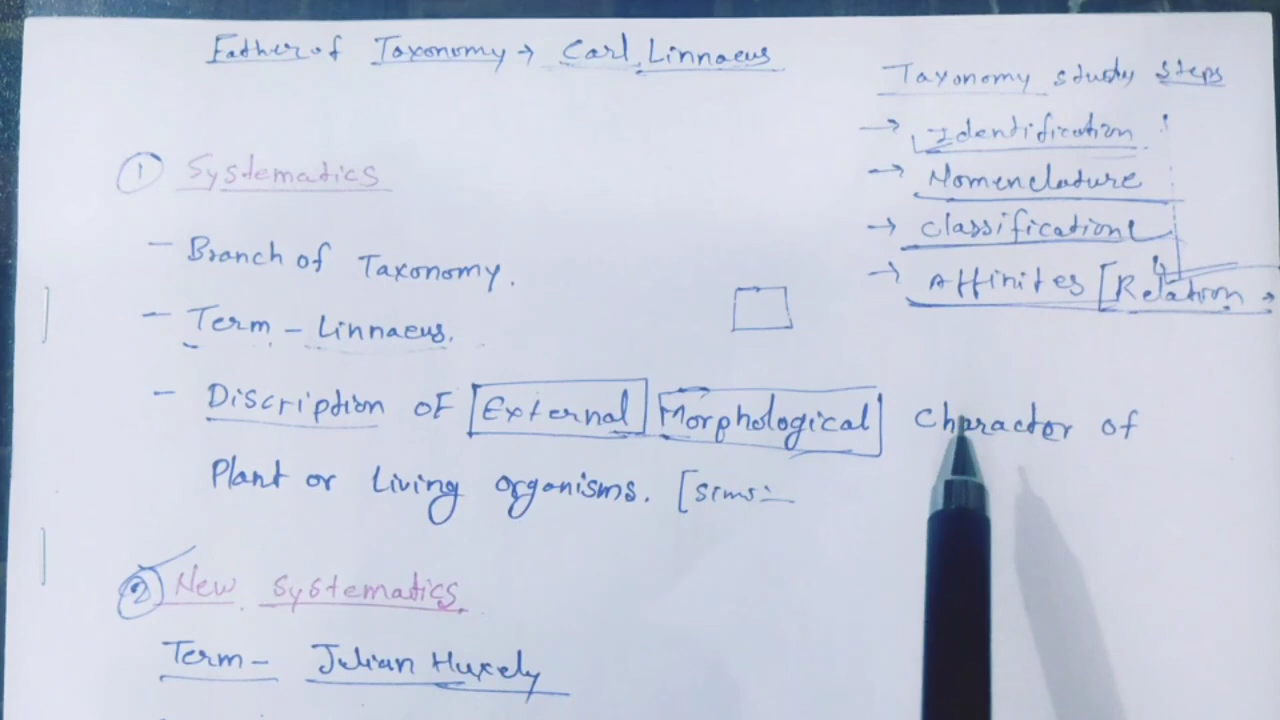 Father of Taxonomy → Carl Linnaeus
Taxonomy study steps
→ Identification
→ Nomenclature
→ Classification
→ Affinites [Relation
① Systematics
- Branch of Taxonomy.
- Term - Linnaeus.
- Discription of External Morphological Character of
Plant or Living organisms. [
② New Systematics
Term - Julian Huxely